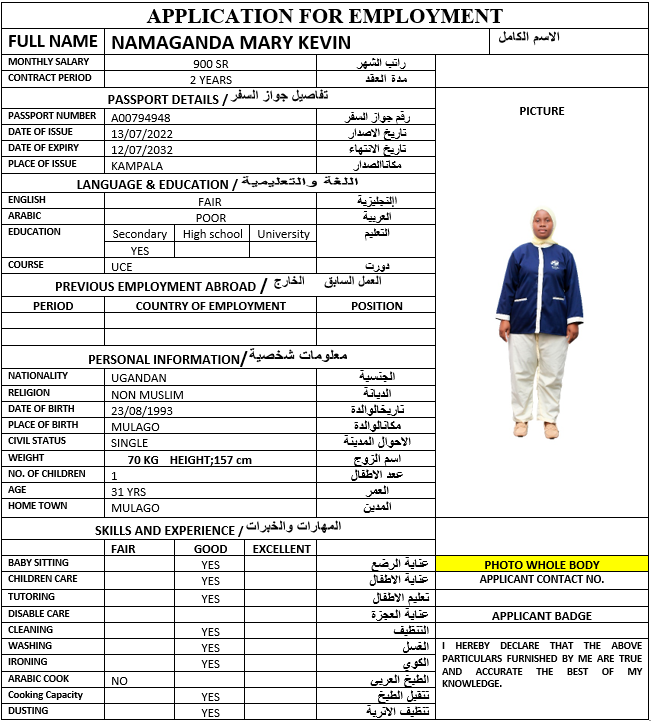 APPLICATION FOR EMPLOYMENT
FULL NAME NAMAGANDA MARY KEVIN الاسم الكامل
MONTHLY SALARY 900 SR راتب الشهر
CONTRACT PERIOD 2 YEARS مدة العقد
PASSPORT DETAILS / تفاصيل جواز السفر
PICTURE
PASSPORT NUMBER A00794948 رقم جواز السفر
DATE OF ISSUE 13/07/2022 تاريخ الاصدار
DATE OF EXPIRY 12/07/2032 تاريخ الانتهاء
PLACE OF ISSUE KAMPALA مكاناالصدار
LANGUAGE & EDUCATION / اللغة والتعليمية
ENGLISH FAIR اإلنجليزية
ARABIC POOR العربية
EDUCATION Secondary High school University التعليم
YES
COURSE UCE دورت
PREVIOUS EMPLOYMENT ABROAD / العمل السابق الخارج
PERIOD COUNTRY OF EMPLOYMENT POSITION
PERSONAL INFORMATION/ معلومات شخصية
NATIONALITY UGANDAN الجنسية
RELIGION NON MUSLIM الديانة
DATE OF BIRTH 23/08/1993 تاريخالوالدة
PLACE OF BIRTH MULAGO مكانالوالدة
CIVIL STATUS SINGLE الاحوال المدينة
WEIGHT 70 KG HEIGHT;157 cm اسم الزوج
NO. OF CHILDREN 1 عدد الاطفال
AGE 31 YRS العمر
HOME TOWN MULAGO المدين
SKILLS AND EXPERIENCE / المهارات والخبرات
FAIR GOOD EXCELLENT
BABY SITTING YES عناية الرضع
PHOTO WHOLE BODY
CHILDREN CARE YES عناية الاطفال
APPLICANT CONTACT NO.
TUTORING YES تعليم الاطفال
DISABLE CARE عناية العجزة
APPLICANT BADGE
CLEANING YES التنظيف
WASHING YES الغسل
IRONING YES الكوي
ARABIC COOK NO الطبخ العربي
Cooking Capacity YES الطبخ
DUSTING YES تنظيف الاتربة
I HEREBY DECLARE THAT THE ABOVE
PARTICULARS FURNISHED BY ME ARE TRUE
AND ACCURATE THE BEST OF MY
KNOWLEDGE.